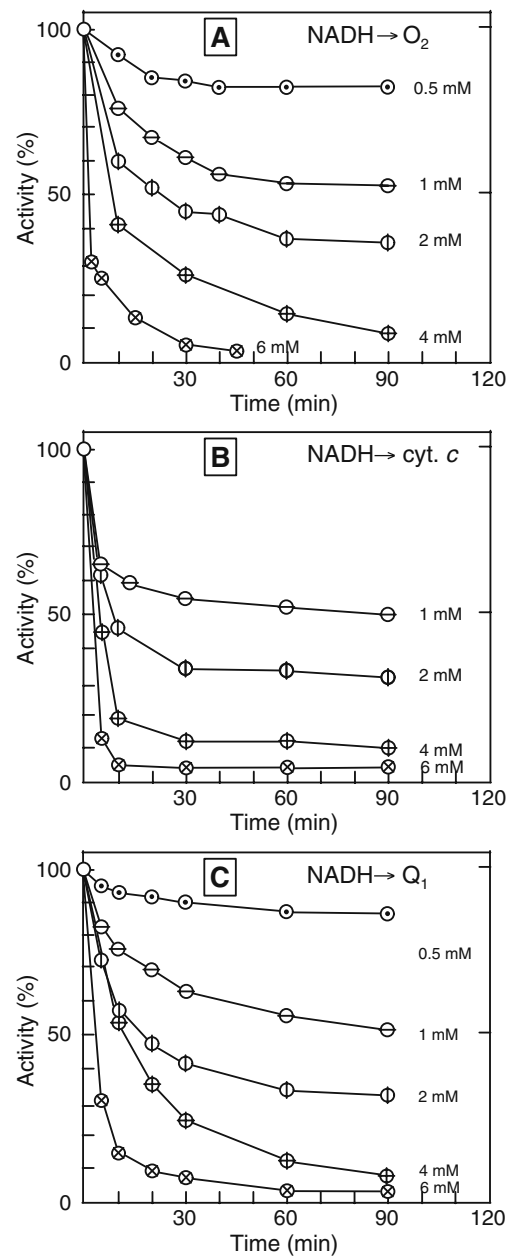 A NADH→ O2
100
50
0
Activity (%)
0.5 mM
1 mM
2 mM
4 mM
6 mM
30 60 90 120
Time (min)
B NADH→ cyt. c
100
50
0
Activity (%)
1 mM
2 mM
4 mM
6 mM
30 60 90 120
Time (min)
C NADH→ Q1
100
50
0
Activity (%)
0.5 mM
1 mM
2 mM
4 mM
6 mM
30 60 90 120
Time (min)